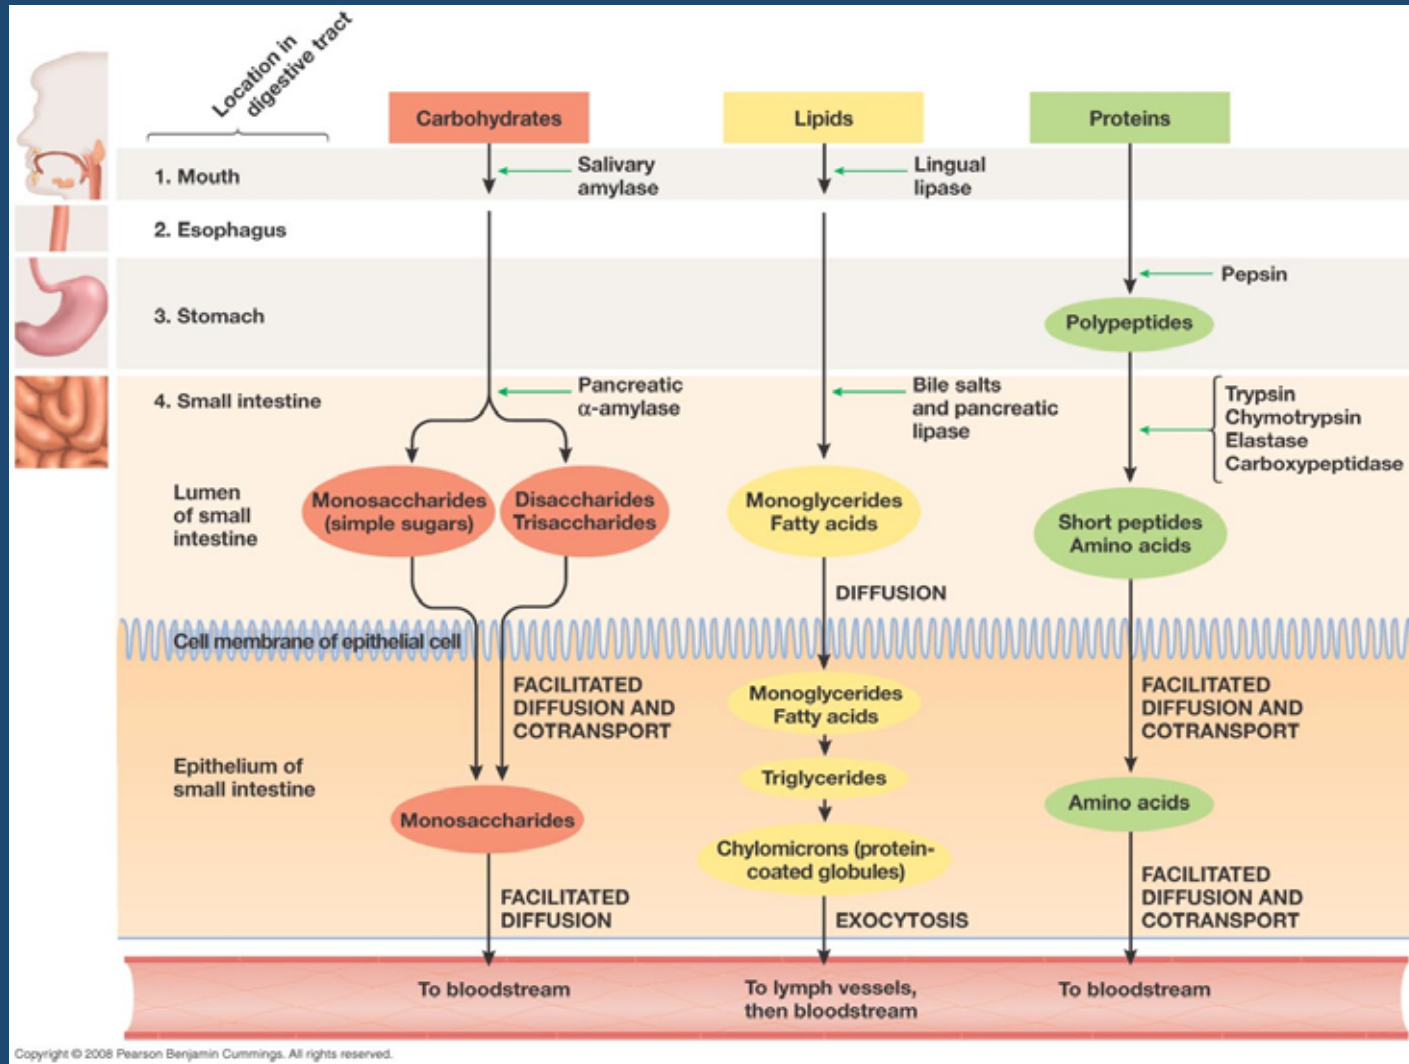 Location in
digestive tract
Carbohydrates
Lipids
Proteins
1. Mouth
Salivary
amylase
Lingual
lipase
2. Esophagus
3. Stomach
Pepsin
Polypeptides
4. Small intestine
Pancreatic
α-amylase
Bile salts
and pancreatic
lipase
Trypsin
Chymotrypsin
Elastase
Carboxypeptidase
Lumen
of small
intestine
Monosaccharides
(simple sugars)
Disaccharides
Trisaccharides
Monoglycerides
Fatty acids
Short peptides
Amino acids
DIFFUSION
Cell membrane of epithelial cell
FACILITATED
DIFFUSION AND
COTRANSPORT
Monoglycerides
Fatty acids
FACILITATED
DIFFUSION AND
COTRANSPORT
Epithelium of
small intestine
Triglycerides
Monosaccharides
Amino acids
Chylomicrons (protein-
coated globules)
FACILITATED
DIFFUSION
EXOCYTOSIS
FACILITATED
DIFFUSION AND
COTRANSPORT
To bloodstream
To lymph vessels,
then bloodstream
To bloodstream
Copyright © 2008 Pearson Benjamin Cummings. All rights reserved.